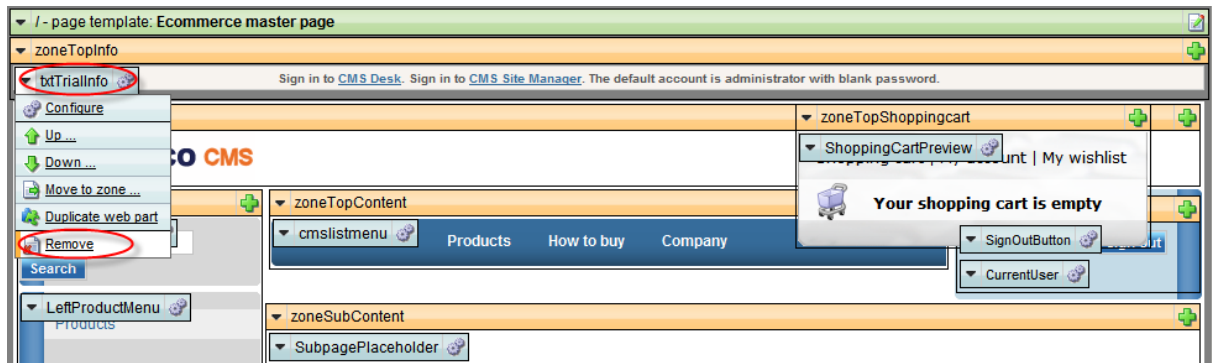 / - page template: Ecommerce master page
zoneTopInfo
txtTrialInfo
Sign in to CMS Desk. Sign in to CMS Site Manager. The default account is administrator with blank password.
Configure
Up ...
Down ...
Move to zone ...
Duplicate web part
Remove
zoneTopShoppingcart
ShoppingCartPreview
unt | My wishlist
Your shopping cart is empty
CO CMS
zoneTopContent
cmslistmenu
Products How to buy Company
SignOutButton
CurrentUser
Search
LeftProductMenu
Products
zoneSubContent
SubpagePlaceholder